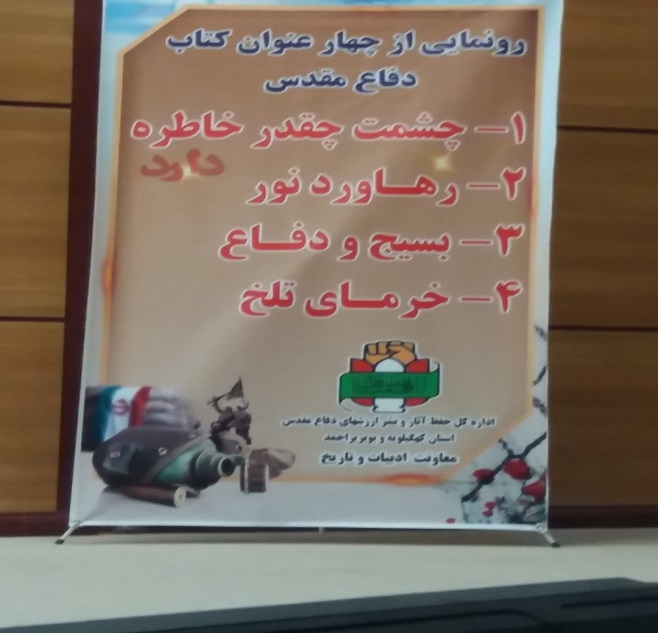 رونمایی از چهار عنوان کتاب
دفاع مقدس
۱- چشمت چقدر خاطره
دارد
۲- رهاورد نور
۳- بسیج و دفاع
۴- خرمای تلخ
اداره کل حفظ آثار و نشر ارزشهای دفاع مقدس
استان کهگیلویه و بویراحمد
معاونت ادبیات و تاریخ